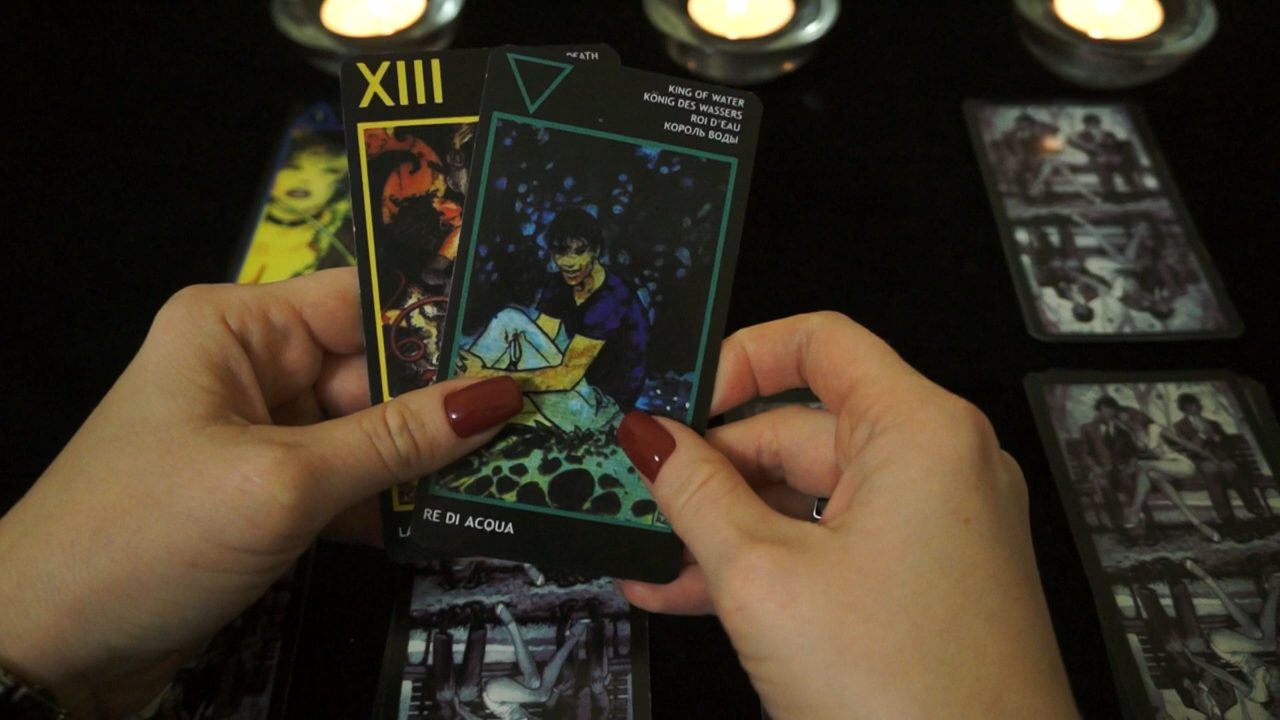 XIII
DEATH
KING OF WATER
KÖNIG DES WASSERS
ROI D'EAU
КОРОЛЬ ВОДЫ
RE DI ACQUA